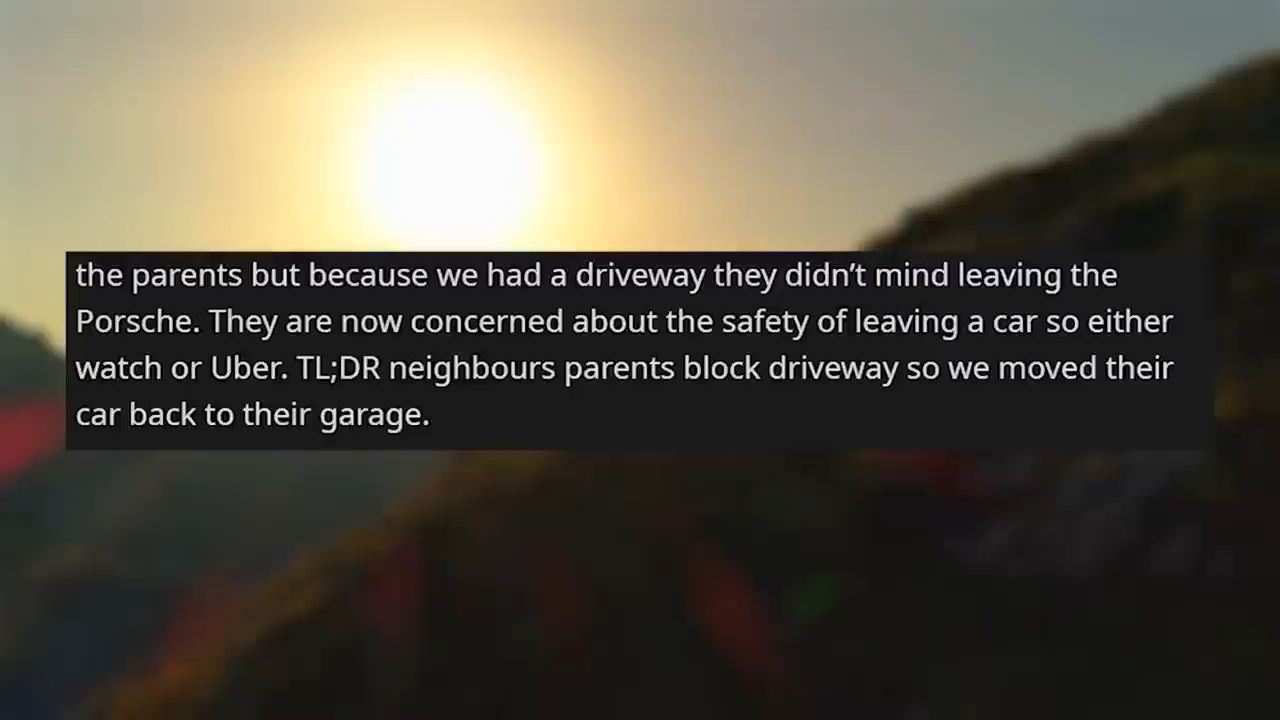 the parents but because we had a driveway they didn’t mind leaving the
Porsche. They are now concerned about the safety of leaving a car so either
watch or Uber. TL;DR neighbours parents block driveway so we moved their
car back to their garage.